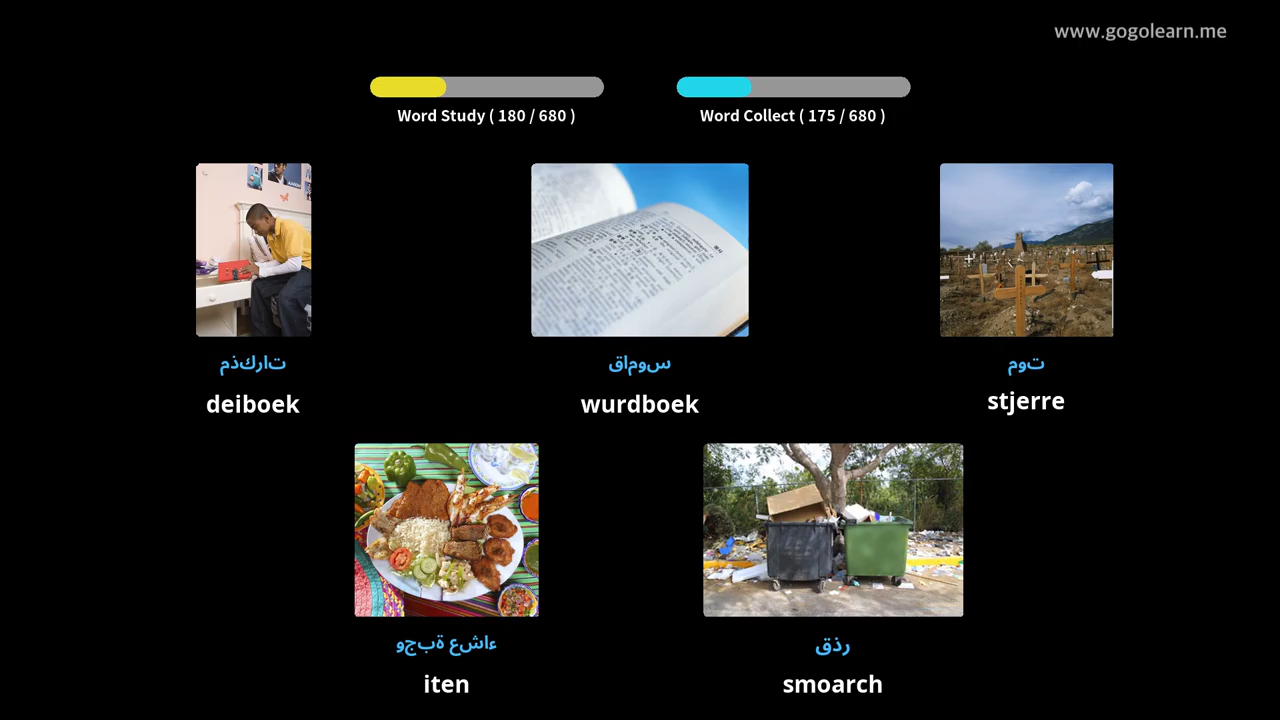 www.gogolearn.me
Word Study ( 180 / 680 )
Word Collect ( 175 / 680 )
تاركذم
سوماق
توم
deiboek
wurdboek
stjerre
ءاشع ةبجو
رذق
iten
smoarch